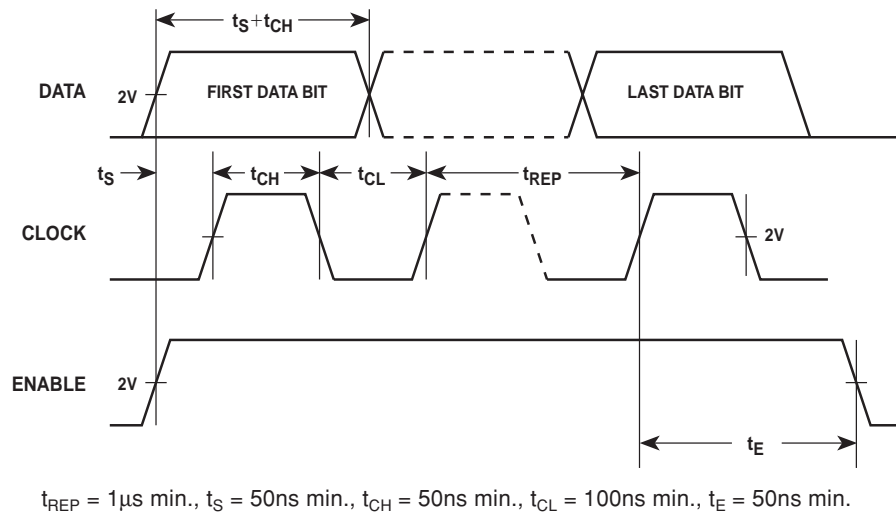 tS+tCH
DATA
2V
FIRST DATA BIT
LAST DATA BIT
tS
tCH
tCL
tREP
CLOCK
2V
ENABLE
2V
tE
tREP = 1μs min., tS = 50ns min., tCH = 50ns min., tCL = 100ns min., tE = 50ns min.